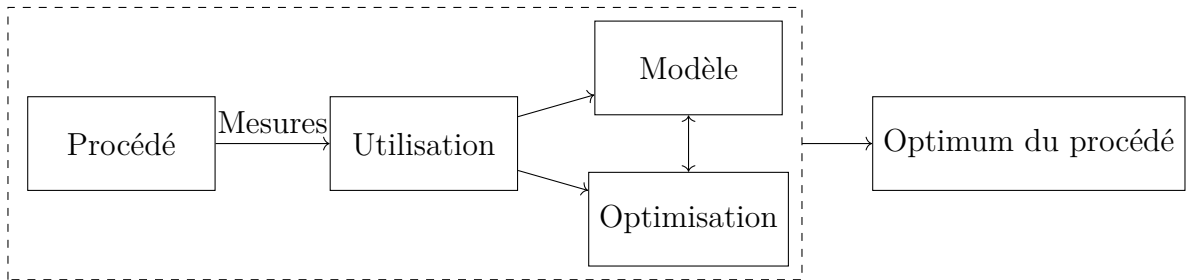 Modèle
Procédé
Mesures
Utilisation
Optimum du procédé
Optimisation